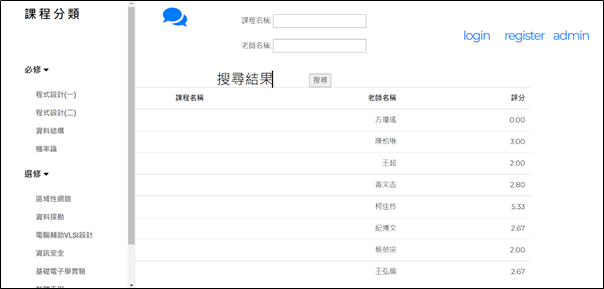 課程分類
必修
程式設計(一)
程式設計(二)
資料結構
機率論
選修
區域性網路
資料探勘
電腦輔助VLSI設計
資訊安全
基礎電子學實驗
課程名稱:
老師名稱:
login register admin
搜尋結果 搜尋
課程名稱 老師名稱 評分
方瓊瑤 0.00
陳柏琳 3.00
王超 2.00
黃文吉 2.80
柯佳伶 5.33
紀博文 2.67
蔡榮宗 2.00
王弘倫 2.67